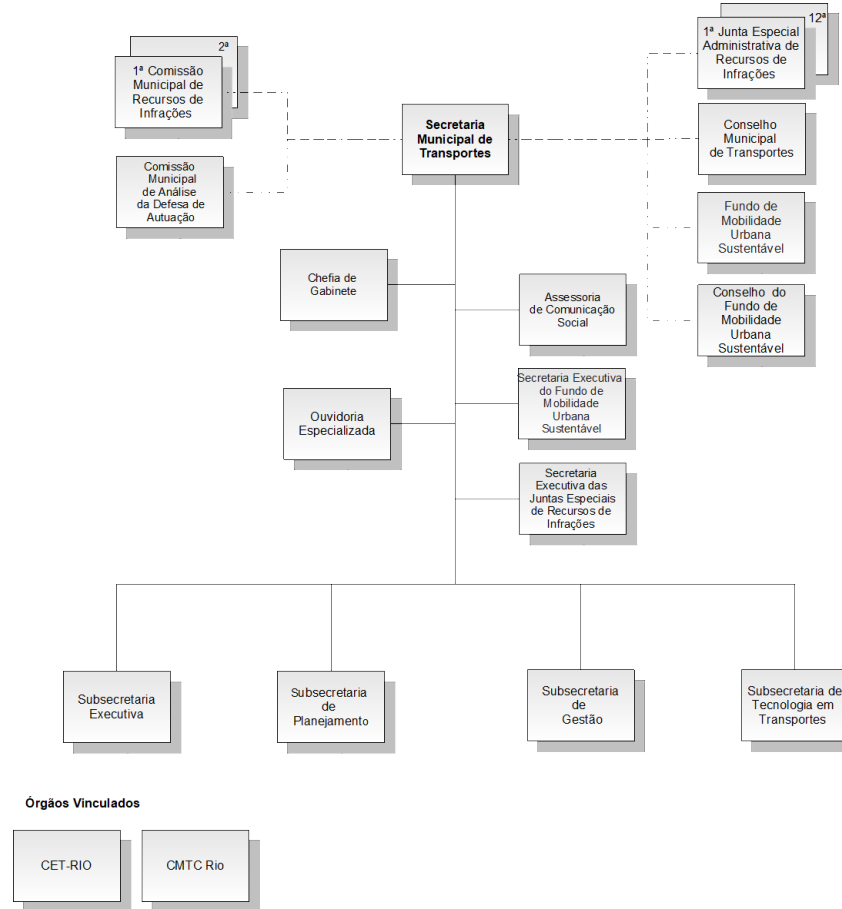 2ª
1ª Comissão
Municipal de
Recursos de
Infrações
Comissão
Municipal
de Análise
da Defesa de
Autuação
Secretaria
Municipal de
Transportes
12ª
1ª Junta Especial
Administrativa de
Recursos de
Infrações
Conselho
Municipal
de Transportes
Fundo de
Mobilidade
Urbana
Sustentável
Conselho do
Fundo de
Mobilidade
Urbana
Sustentável
Chefia de
Gabinete
Assessoria
de Comunicação
Social
Ouvidoria
Especializada
Secretaria Executiva
do Fundo de
Mobilidade
Urbana
Sustentável
Secretaria
Executiva das
Juntas Especiais
de Recursos de
Infrações
Subsecretaria
Executiva
Subsecretaria
de
Planejamento
Subsecretaria
de
Gestão
Subsecretaria de
Tecnologia em
Transportes
Órgãos Vinculados
CET-RIO
CMTC Rio